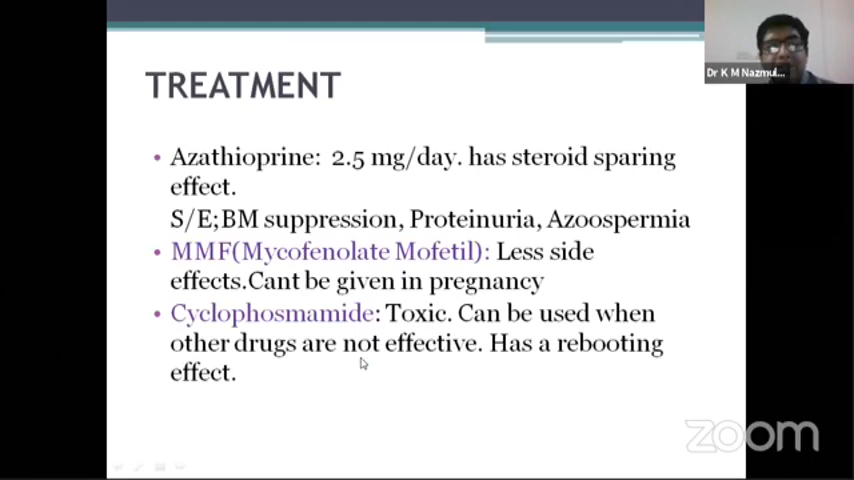 Dr K M Nazmul...
TREATMENT
• Azathioprine: 2.5 mg/day. has steroid sparing
effect.
S/E;BM suppression, Proteinuria, Azoospermia
• MMF(Mycofenolate Mofetil): Less side
effects.Cant be given in pregnancy
• Cyclophosmamide: Toxic. Can be used when
other drugs are not effective. Has a rebooting
effect.
zoom